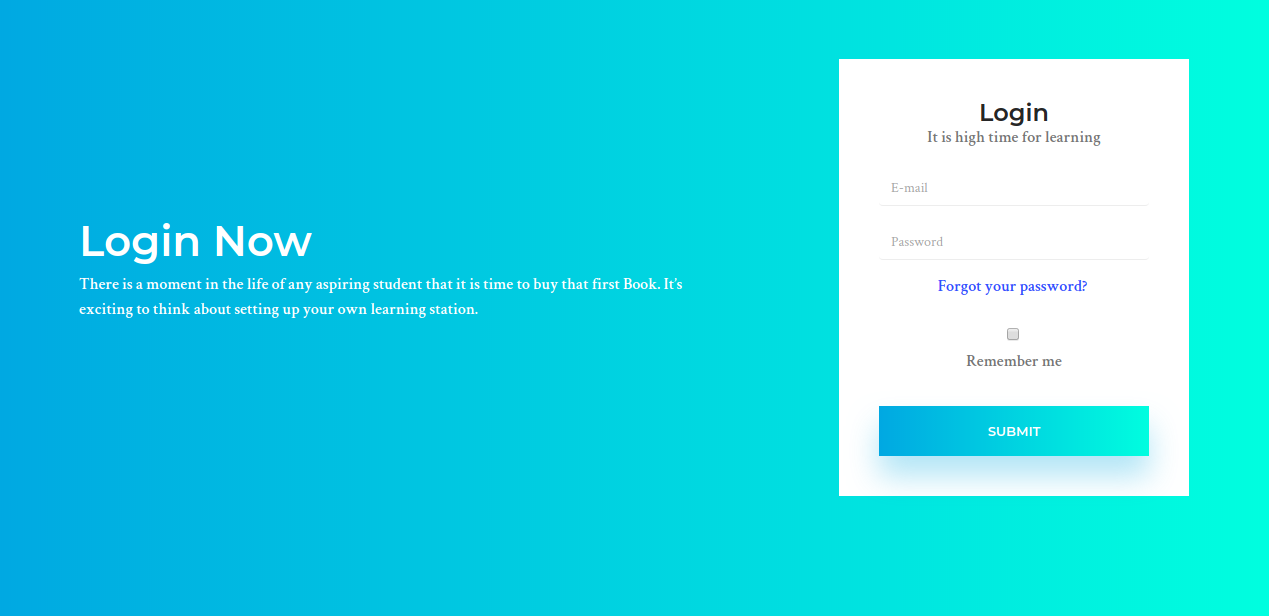 Login Now
There is a moment in the life of any aspiring student that it is time to buy that first Book. It's
exciting to think about setting up your own learning station.
Login
It is high time for learning
E-mail
Password
Forgot your password?
Remember me
SUBMIT